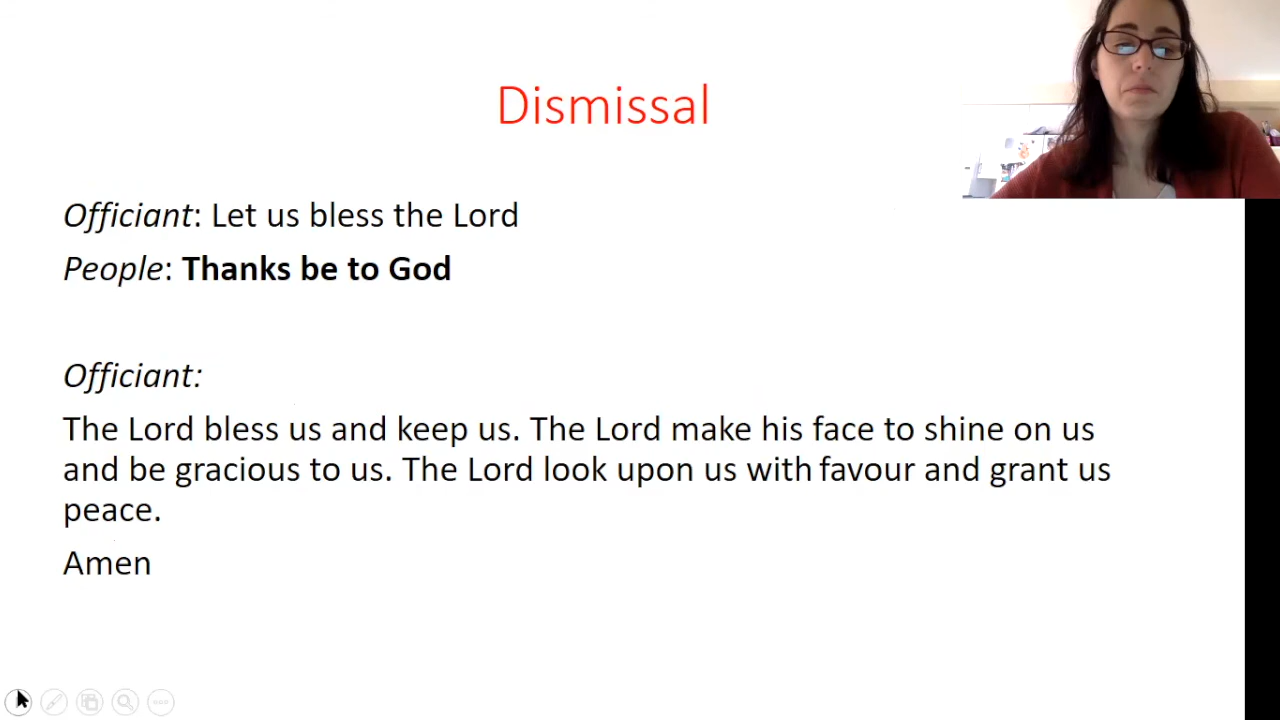 Dismissal
Officiant: Let us bless the Lord
People: Thanks be to God
Officiant:
The Lord bless us and keep us. The Lord make his face to shine on us
and be gracious to us. The Lord look upon us with favour and grant us
peace.
Amen